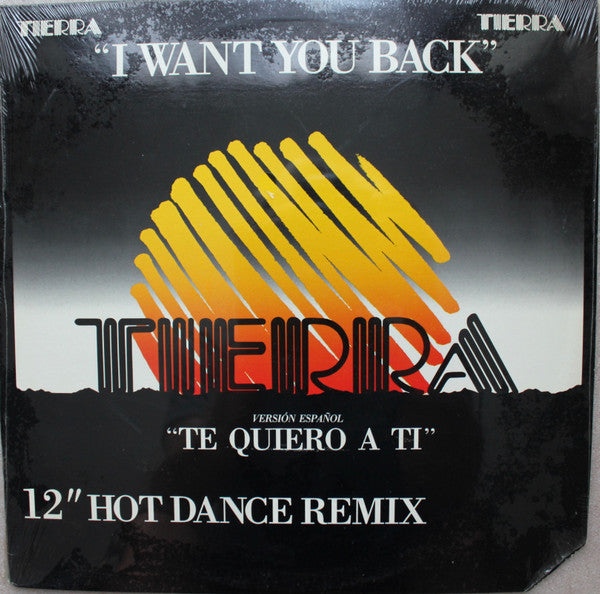 TIERRA
TIERRA
“I WANT YOU BACK”
TIERRA
VERSIÓN ESPAÑOL
“TE QUIERO A TI”
12" HOT DANCE REMIX